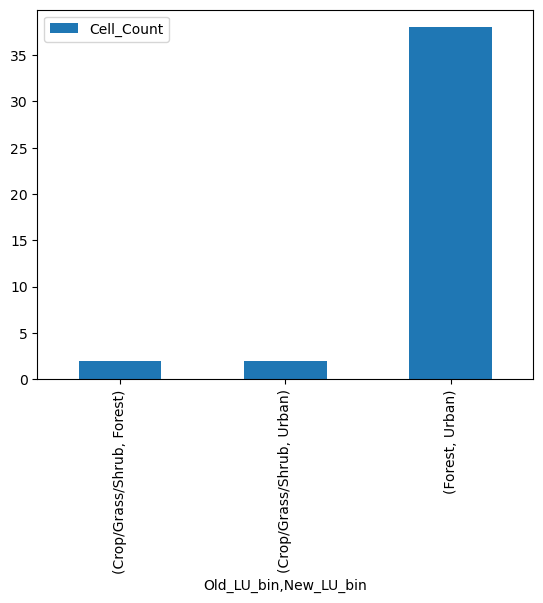 Cell_Count
35
30
25
20
15
10
5
0
(Crop/Grass/Shrub, Forest)
(Crop/Grass/Shrub, Urban)
(Forest, Urban)
Old_LU_bin,New_LU_bin